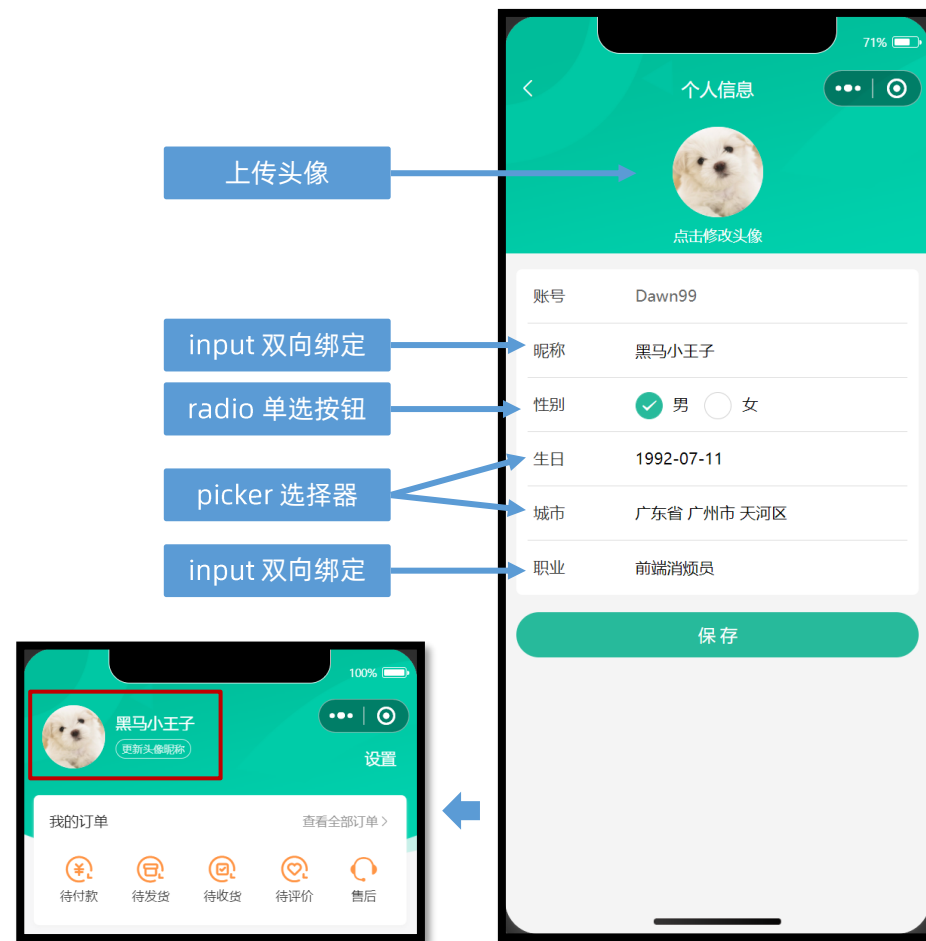 71%
个人信息
上传头像
点击修改头像
账号 Dawn99
input 双向绑定
昵称 黑马小王子
radio 单选按钮
性别 男 女
picker 选择器
生日 1992-07-11
城市 广东省 广州市 天河区
input 双向绑定
职业 前端消烦员
保存
100%
黑马小王子
更新头像昵称
设置
我的订单 查看全部订单
待付款 待发货 待收货 待评价 售后